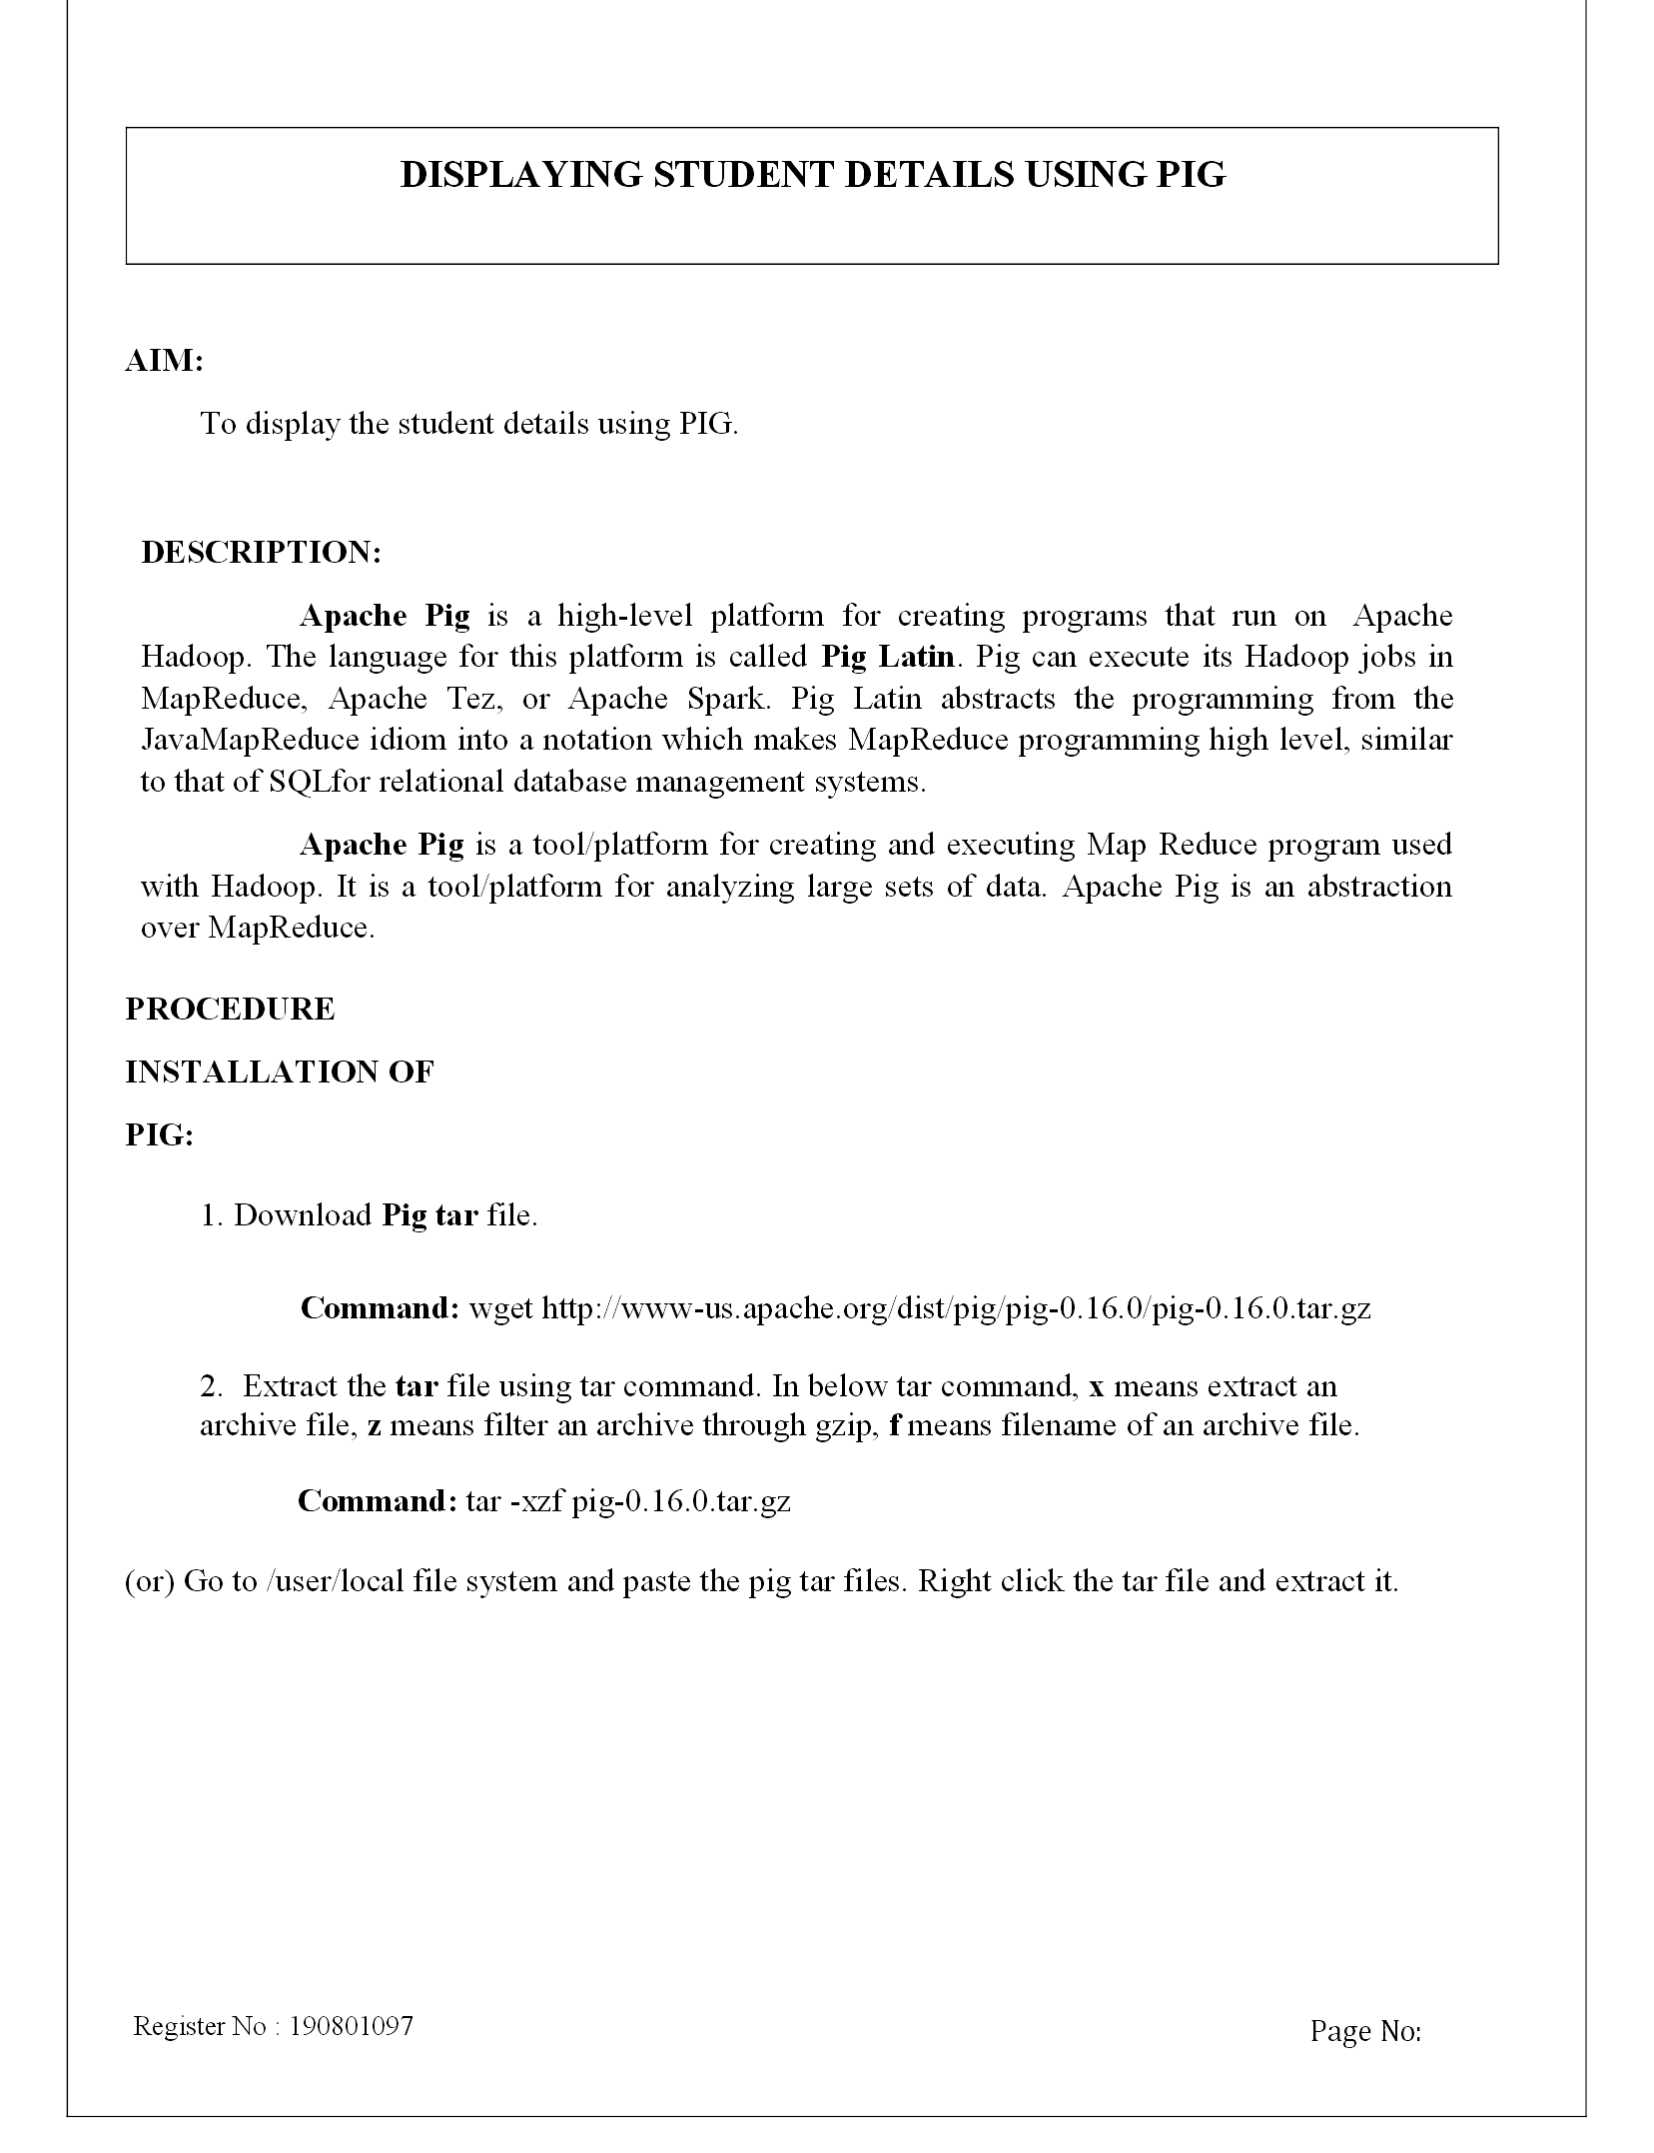 DISPLAYING STUDENT DETAILS USING PIG
AIM:
To display the student details using PIG.
DESCRIPTION:
Apache Pig is a high-level platform for creating programs that run on Apache
Hadoop. The language for this platform is called Pig Latin. Pig can execute its Hadoop jobs in
MapReduce, Apache Tez, or Apache Spark. Pig Latin abstracts the programming from the
JavaMapReduce idiom into a notation which makes MapReduce programming high level, similar
to that of SQLfor relational database management systems.
Apache Pig is a tool/platform for creating and executing Map Reduce program used
with Hadoop. It is a tool/platform for analyzing large sets of data. Apache Pig is an abstraction
over MapReduce.
PROCEDURE
INSTALLATION OF
PIG:
1. Download Pig tar file.
Command: wget http://www-us.apache.org/dist/pig/pig-0.16.0/pig-0.16.0.tar.gz
2. Extract the tar file using tar command. In below tar command, x means extract an
archive file, z means filter an archive through gzip, f means filename of an archive file.
Command: tar -xzf pig-0.16.0.tar.gz
(or) Go to /user/local file system and paste the pig tar files. Right click the tar file and extract it.
Register No : 190801097
Page No: